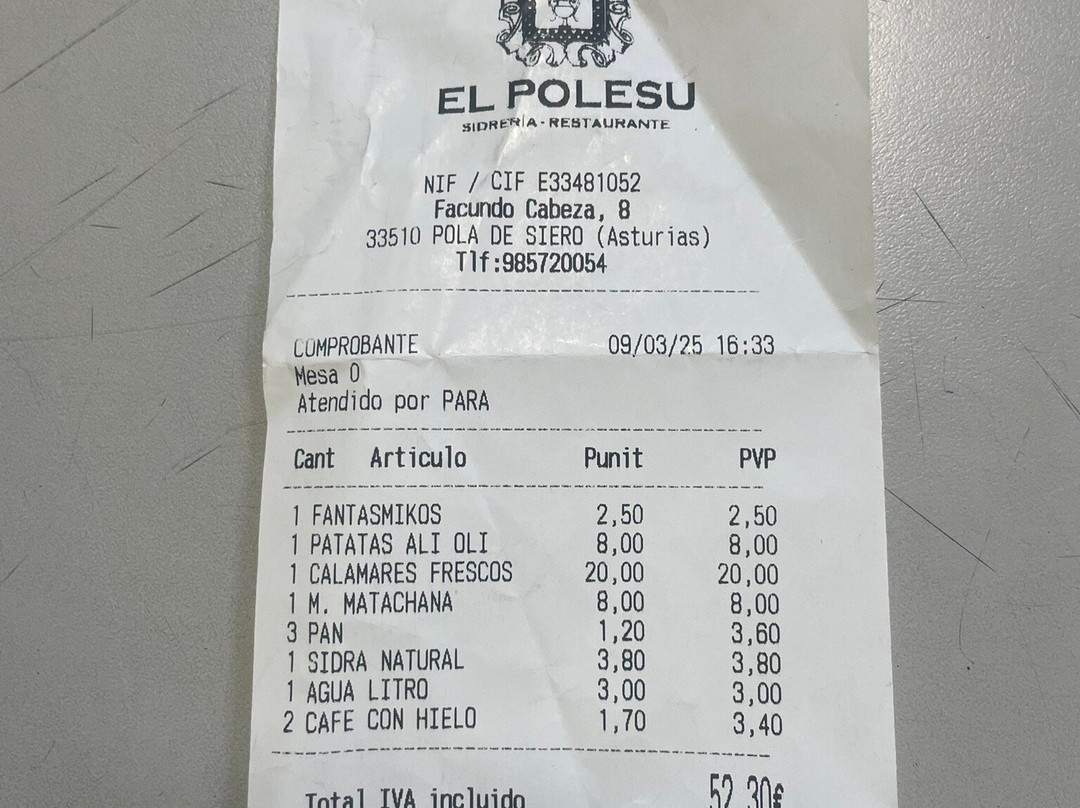 EL POLESU
SIDRERIA - RESTAURANTE
NIF / CIF E33481052
Facundo Cabeza, 8
33510 POLA DE SIERO (Asturias)
Tlf:985720054
COMPROBANTE 09/03/25 16:33
Mesa 0
Atendido por PARA
Cant Articulo Punit PVP
1 FANTASMIKOS 2,50 2,50
1 PATATAS ALI OLI 8,00 8,00
1 CALAMARES FRESCOS 20,00 20,00
1 M. MATACHANA 8,00 8,00
3 PAN 1,20 3,60
1 SIDRA NATURAL 3,80 3,80
1 AGUA LITRO 3,00 3,00
2 CAFE CON HIELO 1,70 3,40
Total IVA incluido 52,30€